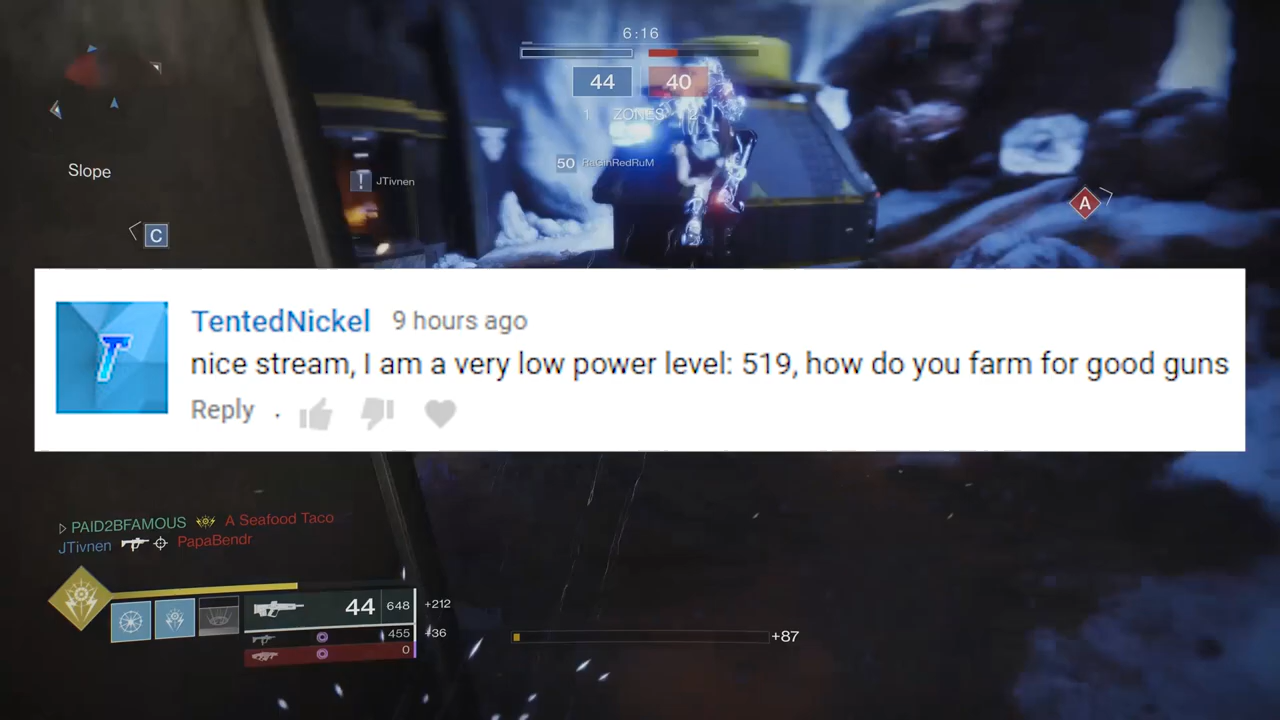 6:16
44 40
1 ZONES 2
50 RaGinRedRuM
! JTivnen
Slope
C
A
T
TentedNickel 9 hours ago
nice stream, I am a very low power level: 519, how do you farm for good guns
Reply .
PAID2BFAMOUS A Seafood Taco
JTivnen PapaBendr
44 648 +212
455 +36
0
+87